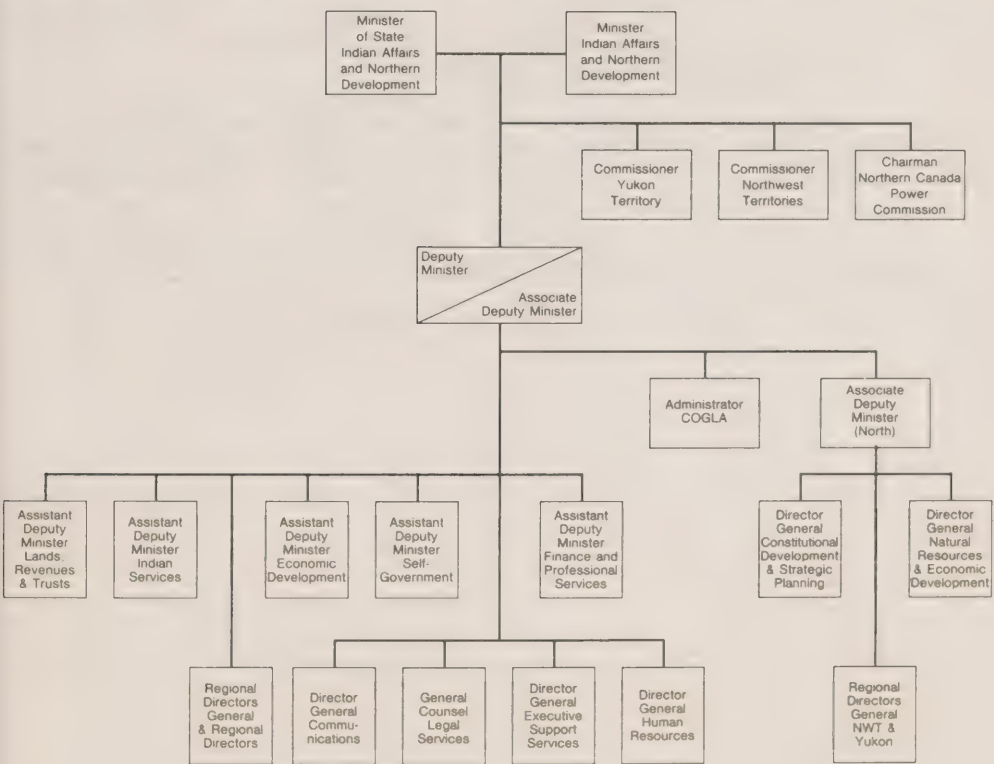 Minister
of State
Indian Affairs
and Northern
Development
Minister
Indian Affairs
and Northern
Development
Commissioner
Yukon
Territory
Commissioner
Northwest
Territories
Chairman
Northern Canada
Power
Commission
Deputy
Minister
Associate
Deputy Minister
Administrator
COGLA
Associate
Deputy
Minister
(North)
Assistant
Deputy
Minister
Lands
Revenues
& Trusts
Assistant
Deputy
Minister
Indian
Services
Assistant
Deputy
Minister
Economic
Development
Assistant
Deputy
Minister
Self-
Government
Assistant
Deputy
Minister
Finance and
Professional
Services
Director
General
Constitutional
Development
& Strategic
Planning
Director
General
Natural
Resources
& Economic
Development
Regional
Directors
General
& Regional
Directors
Director
General
Commu-
nications
General
Counsel
Legal
Services
Director
General
Executive
Support
Services
Director
General
Human
Resources
Regional
Directors
General
NWT &
Yukon